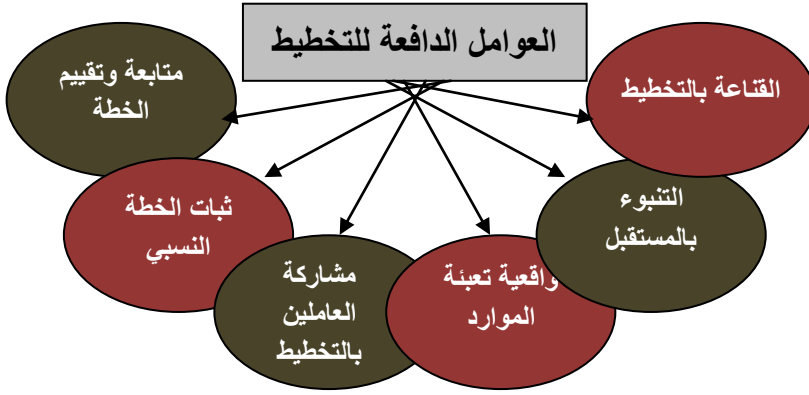 العوامل الدافعة للتخطيط
القناعة بالتخطيط
التنبوء
بالمستقبل
واقعية تعبئة
الموارد
مشاركة
العاملين
بالتخطيط
ثبات الخطة
النسبي
متابعة وتقييم
الخطة